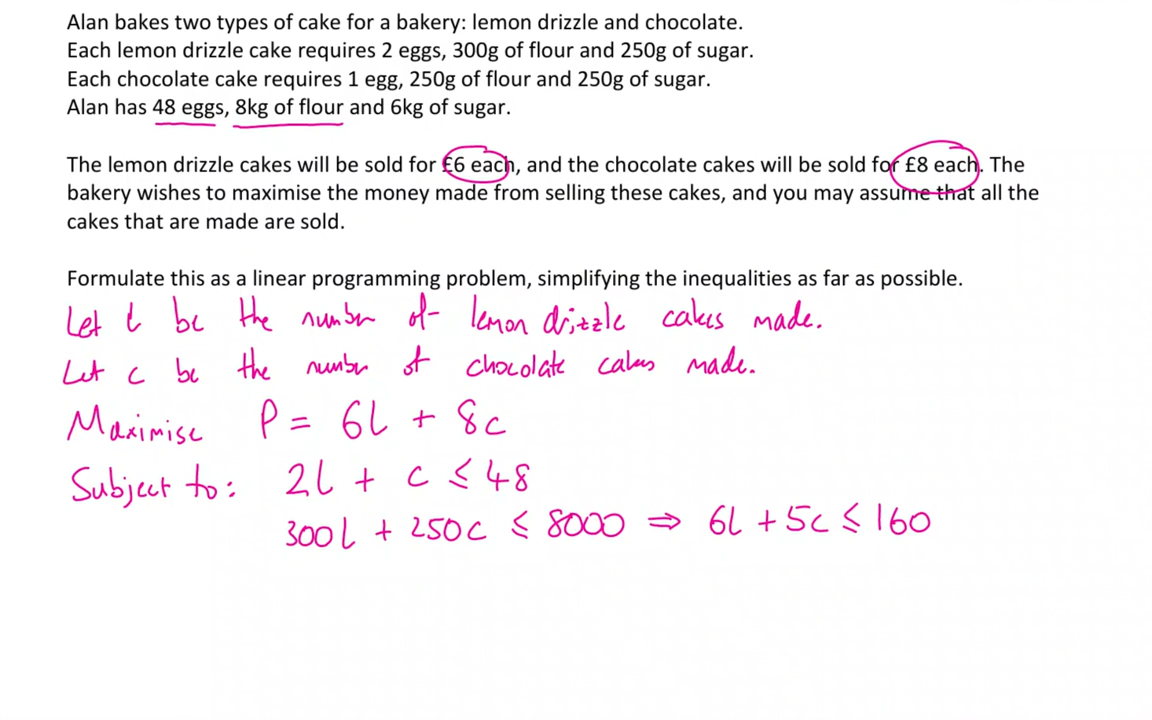 Alan bakes two types of cake for a bakery: lemon drizzle and chocolate.
Each lemon drizzle cake requires 2 eggs, 300g of flour and 250g of sugar.
Each chocolate cake requires 1 egg, 250g of flour and 250g of sugar.
Alan has 48 eggs, 8kg of flour and 6kg of sugar.
The lemon drizzle cakes will be sold for £6 each, and the chocolate cakes will be sold for £8 each. The
bakery wishes to maximise the money made from selling these cakes, and you may assume that all the
cakes that are made are sold.
Formulate this as a linear programming problem, simplifying the inequalities as far as possible.
Let l be the number of lemon drizzle cakes made.
Let c be the number of chocolate cakes made.
Maximise P = 6l + 8c
Subject to: 2l + c ≤ 48
300l + 250c ≤ 8000 ⇒ 6l + 5c ≤ 160